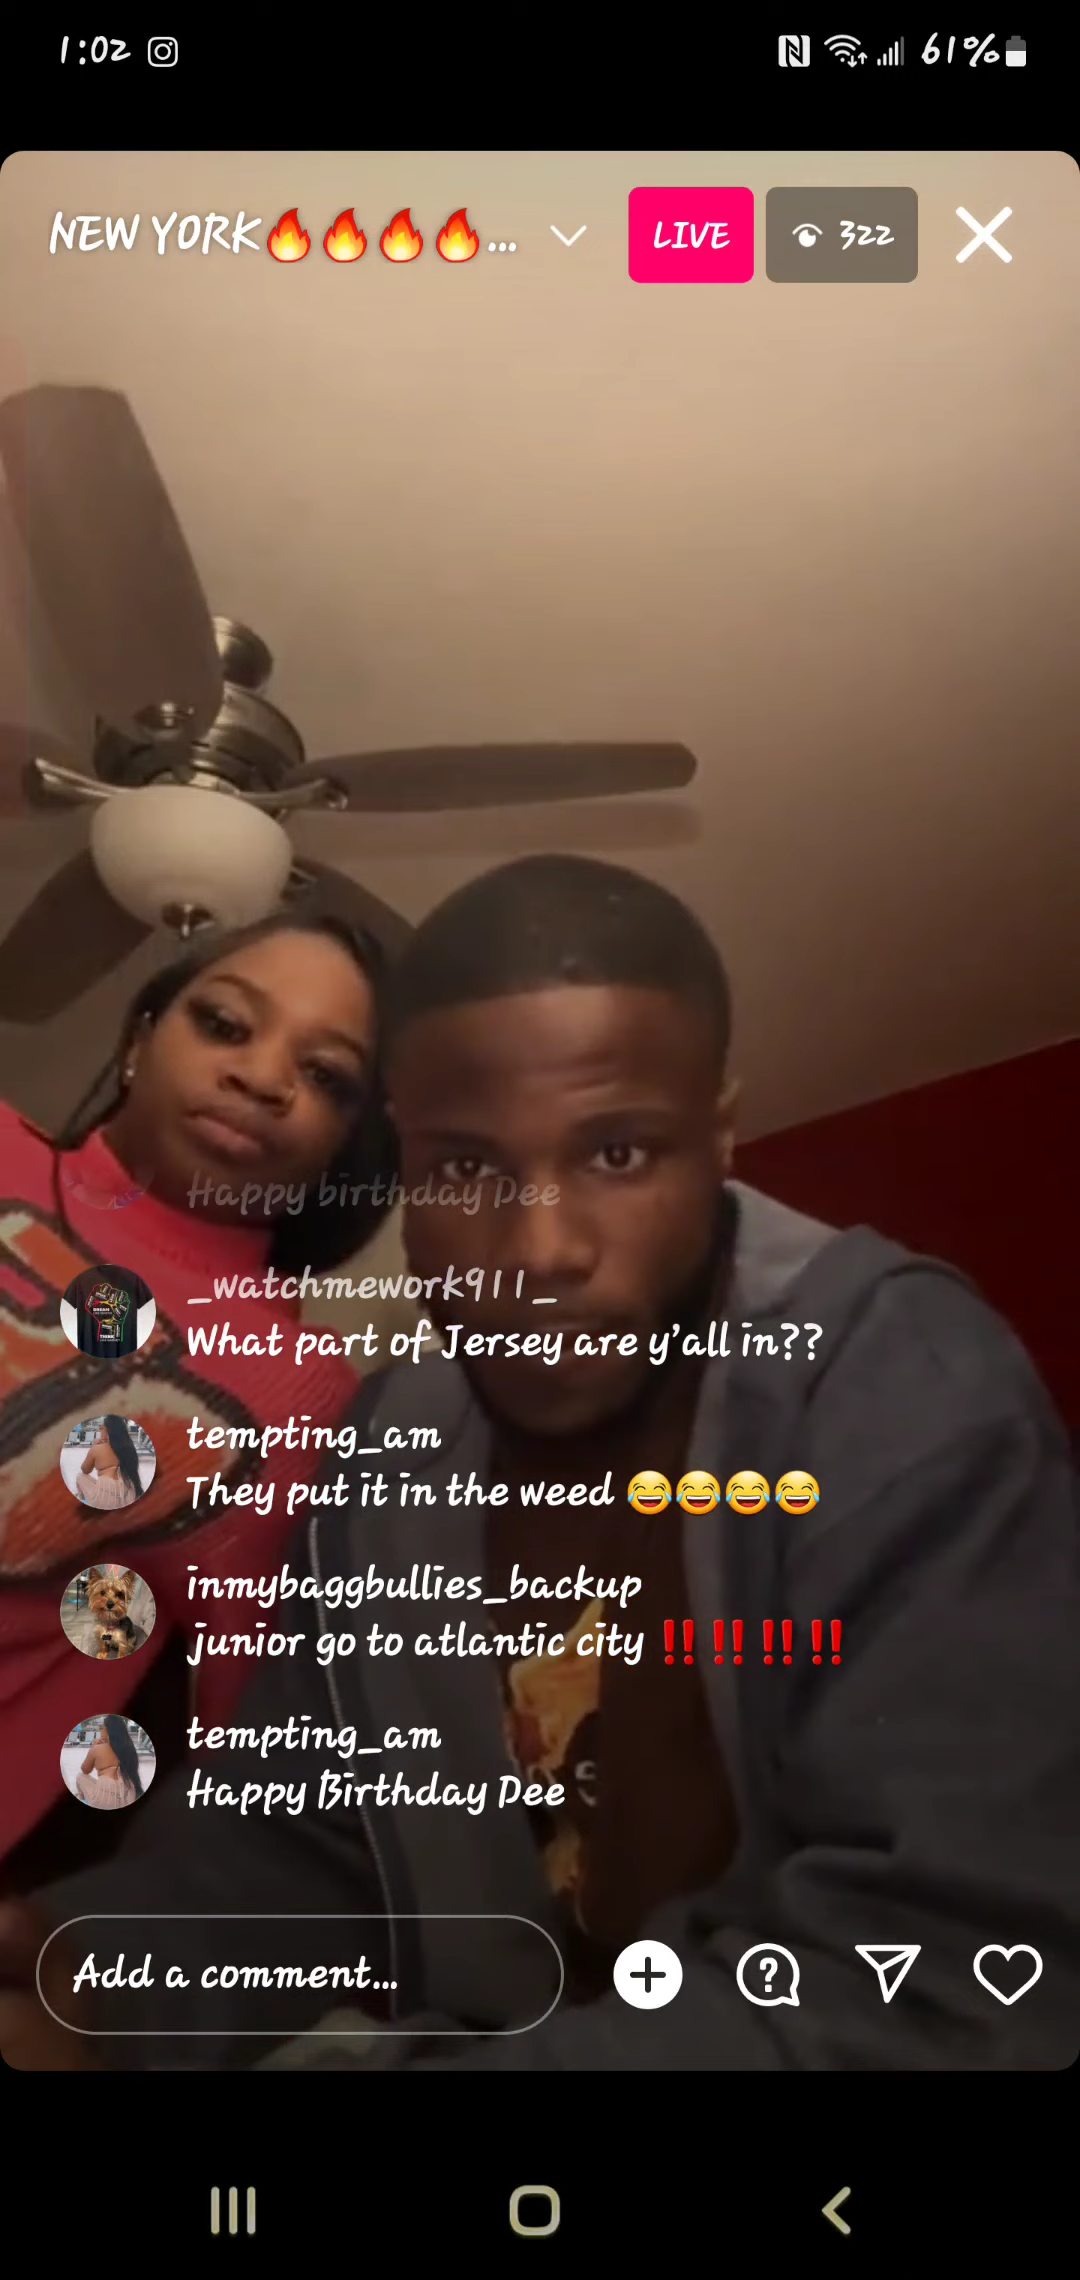 1:02
61%
NEW YORK🔥🔥🔥🔥...
LIVE
322
Happy birthday Dee
_watchmework911_
What part of Jersey are y'all in??
tempting_am
They put it in the weed 😂😂😂😂
inmybaggbullies_backup
junior go to atlantic city ‼️‼️‼️‼️
tempting_am
Happy Birthday Dee
Add a comment...